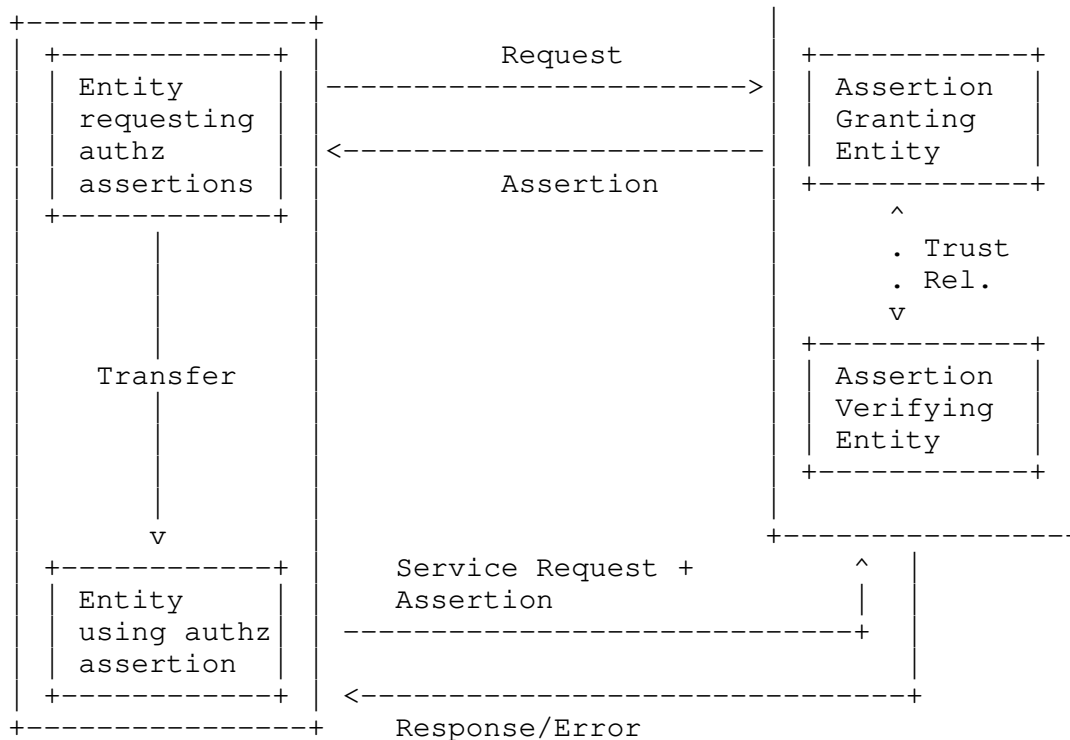 Request
Entity
requesting
authz
assertions
Assertion
Granting
Entity
Assertion
. Trust
. Rel.
v
Transfer
Assertion
Verifying
Entity
v
Entity
using authz
assertion
Service Request +
Assertion
Response/Error